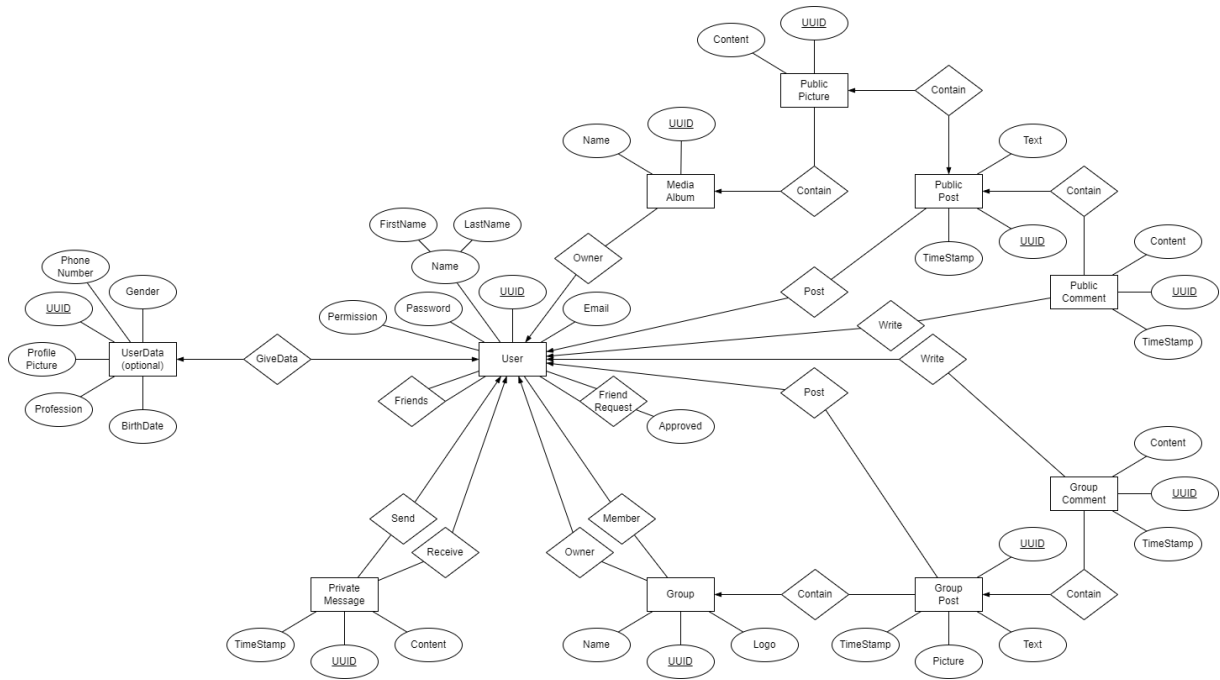 UUID
Content
Public
Picture
Contain
UUID
Name
Text
Media
Album
Contain
Public
Post
Contain
FirstName
LastName
Content
Owner
TimeStamp
UUID
Phone
Number
Name
Public
Comment
UUID
Gender
UUID
UUID
Post
Permission
Password
Email
Write
TimeStamp
Profile
Picture
UserData
(optional)
GiveData
User
Write
Friends
Friend
Request
Post
Profession
BirthDate
Approved
Content
Group
Comment
UUID
Send
Member
TimeStamp
Receive
Owner
UUID
Private
Message
Group
Contain
Group
Post
Contain
TimeStamp
Content
Name
Logo
TimeStamp
Text
UUID
UUID
Picture